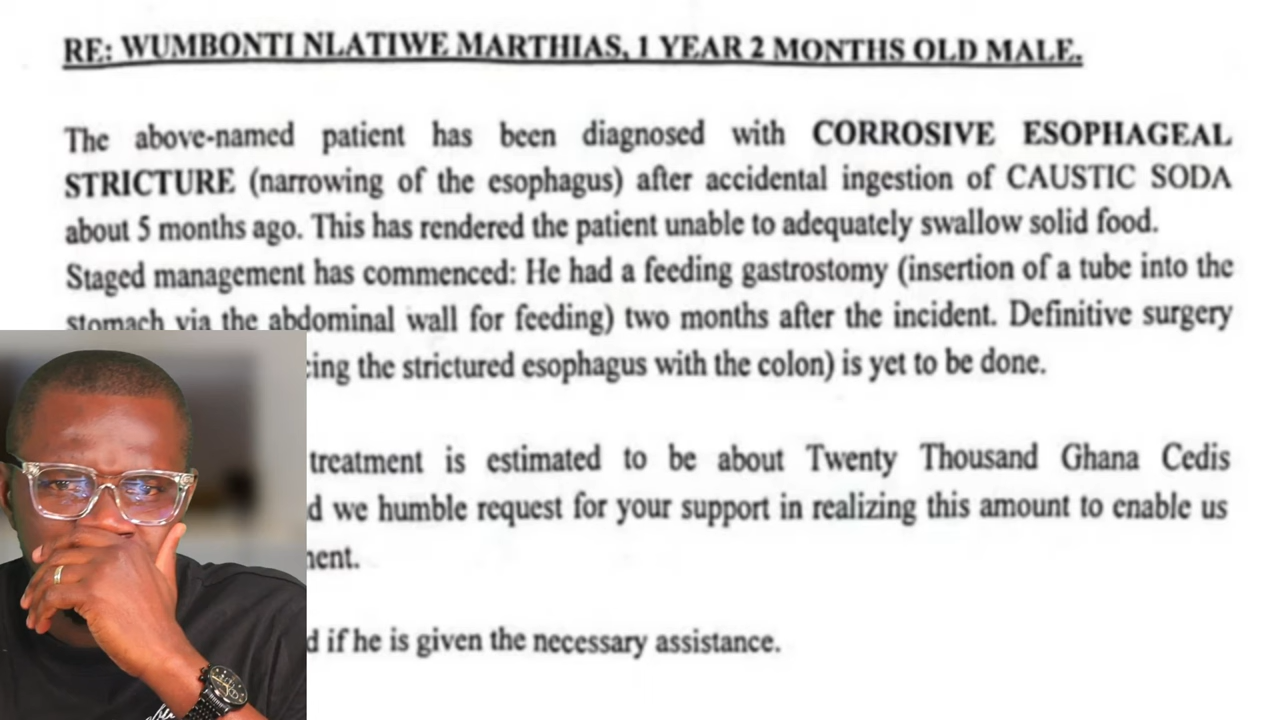 RE: WUMBONTI NLATIWE MARTHIAS, 1 YEAR 2 MONTHS OLD MALE.
The above-named patient has been diagnosed with CORROSIVE ESOPHAGEAL
STRICTURE (narrowing of the esophagus) after accidental ingestion of CAUSTIC SODA
about 5 months ago. This has rendered the patient unable to adequately swallow solid food.
Staged management has commenced: He had a feeding gastrostomy (insertion of a tube into the
stomach via the abdominal wall for feeding) two months after the incident. Definitive surgery
the strictured esophagus with the colon) is yet to be done.
treatment is estimated to be about Twenty Thousand Ghana Cedis
we humble request for your support in realizing this amount to enable us
if he is given the necessary assistance.